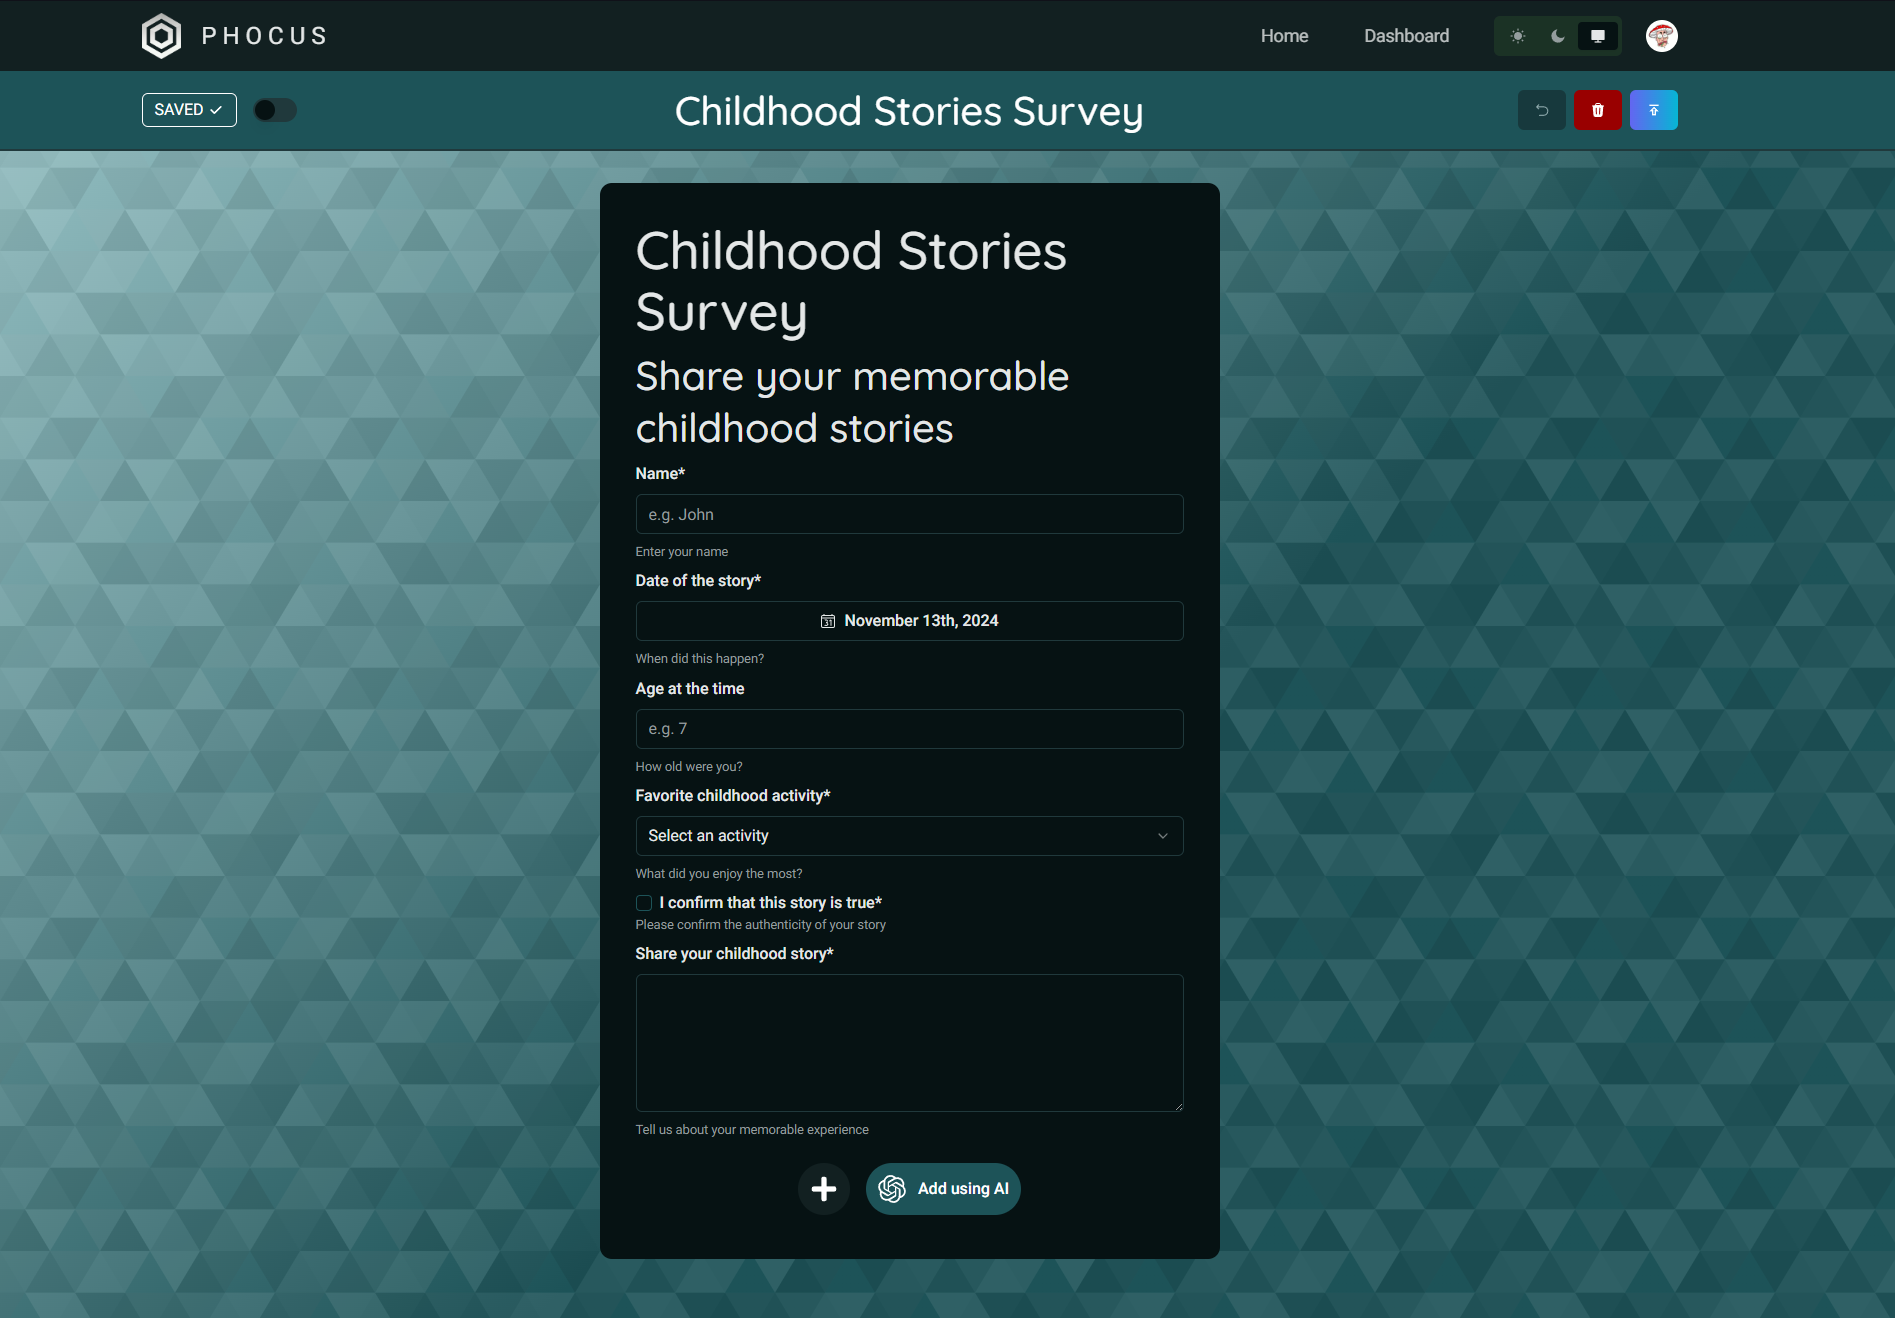 PHOCUS
Home
Dashboard
SAVED
Childhood Stories Survey
Childhood Stories
Survey
Share your memorable
childhood stories
Name*
e.g. John
Enter your name
Date of the story*
31 November 13th, 2024
When did this happen?
Age at the time
e.g. 7
How old were you?
Favorite childhood activity*
Select an activity
What did you enjoy the most?
I confirm that this story is true*
Please confirm the authenticity of your story
Share your childhood story*
Tell us about your memorable experience
Add using AI